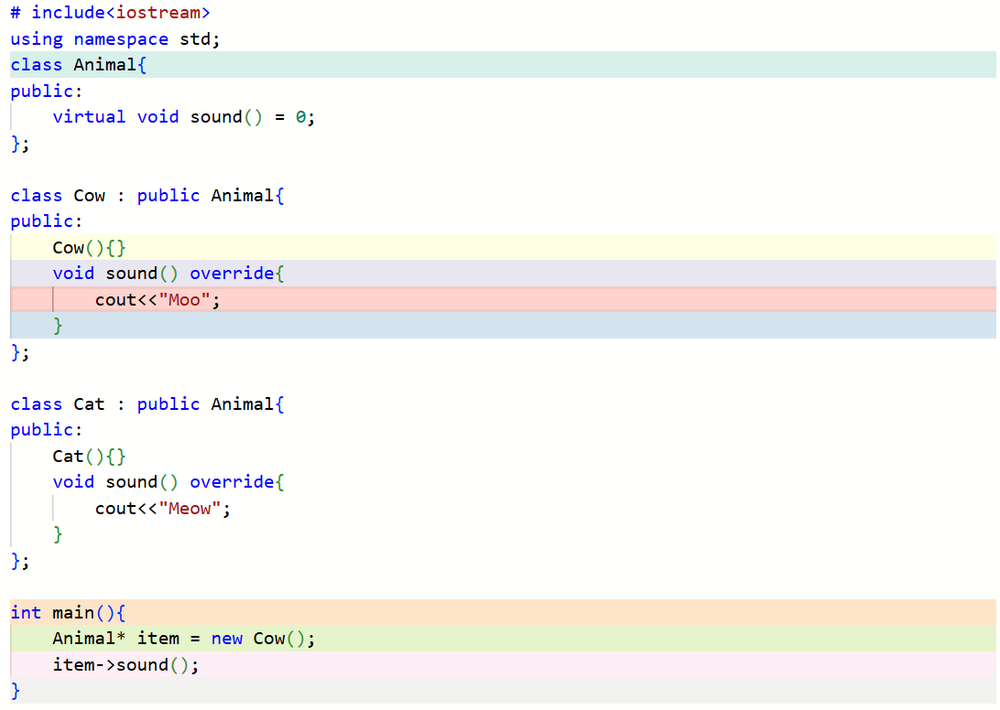 # include<iostream>
using namespace std;
class Animal{
public:
    virtual void sound() = 0;
};

class Cow : public Animal{
public:
    Cow(){}
    void sound() override{
        cout<<"Moo";
    }
};

class Cat : public Animal{
public:
    Cat(){}
    void sound() override{
        cout<<"Meow";
    }
};

int main(){
    Animal* item = new Cow();
    item->sound();
}